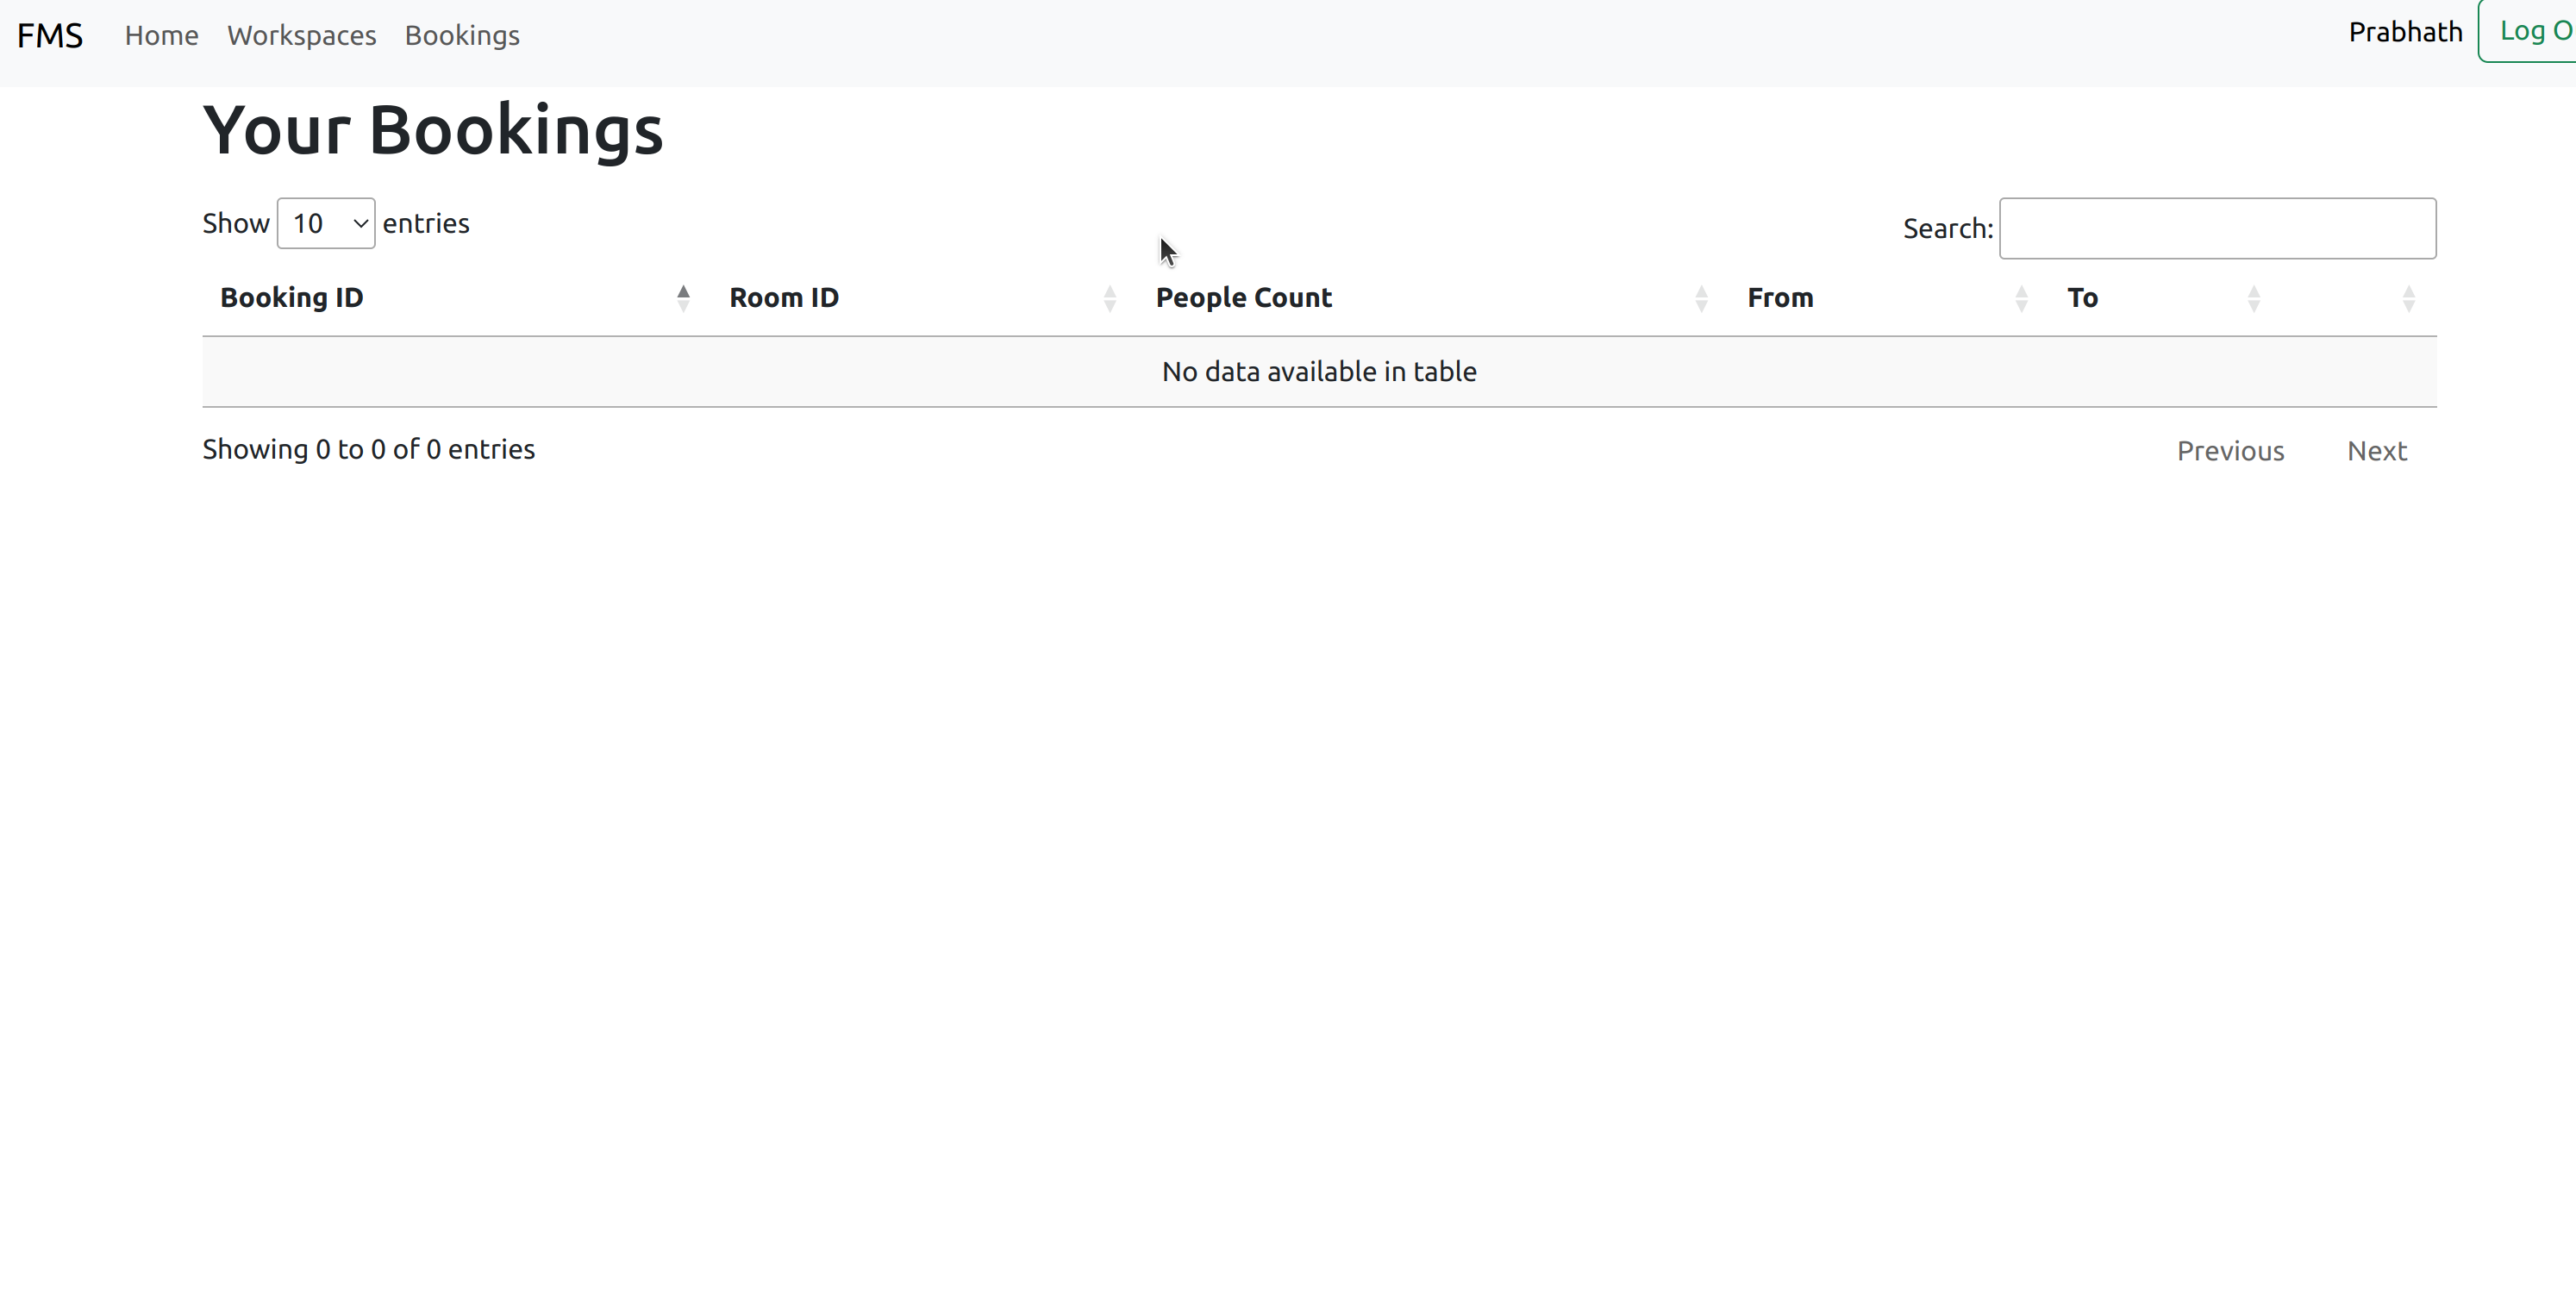 FMS Home Workspaces Bookings Prabhath Log O
Your Bookings
Show 10 entries Search:
Booking ID Room ID People Count From To
No data available in table
Showing 0 to 0 of 0 entries Previous Next